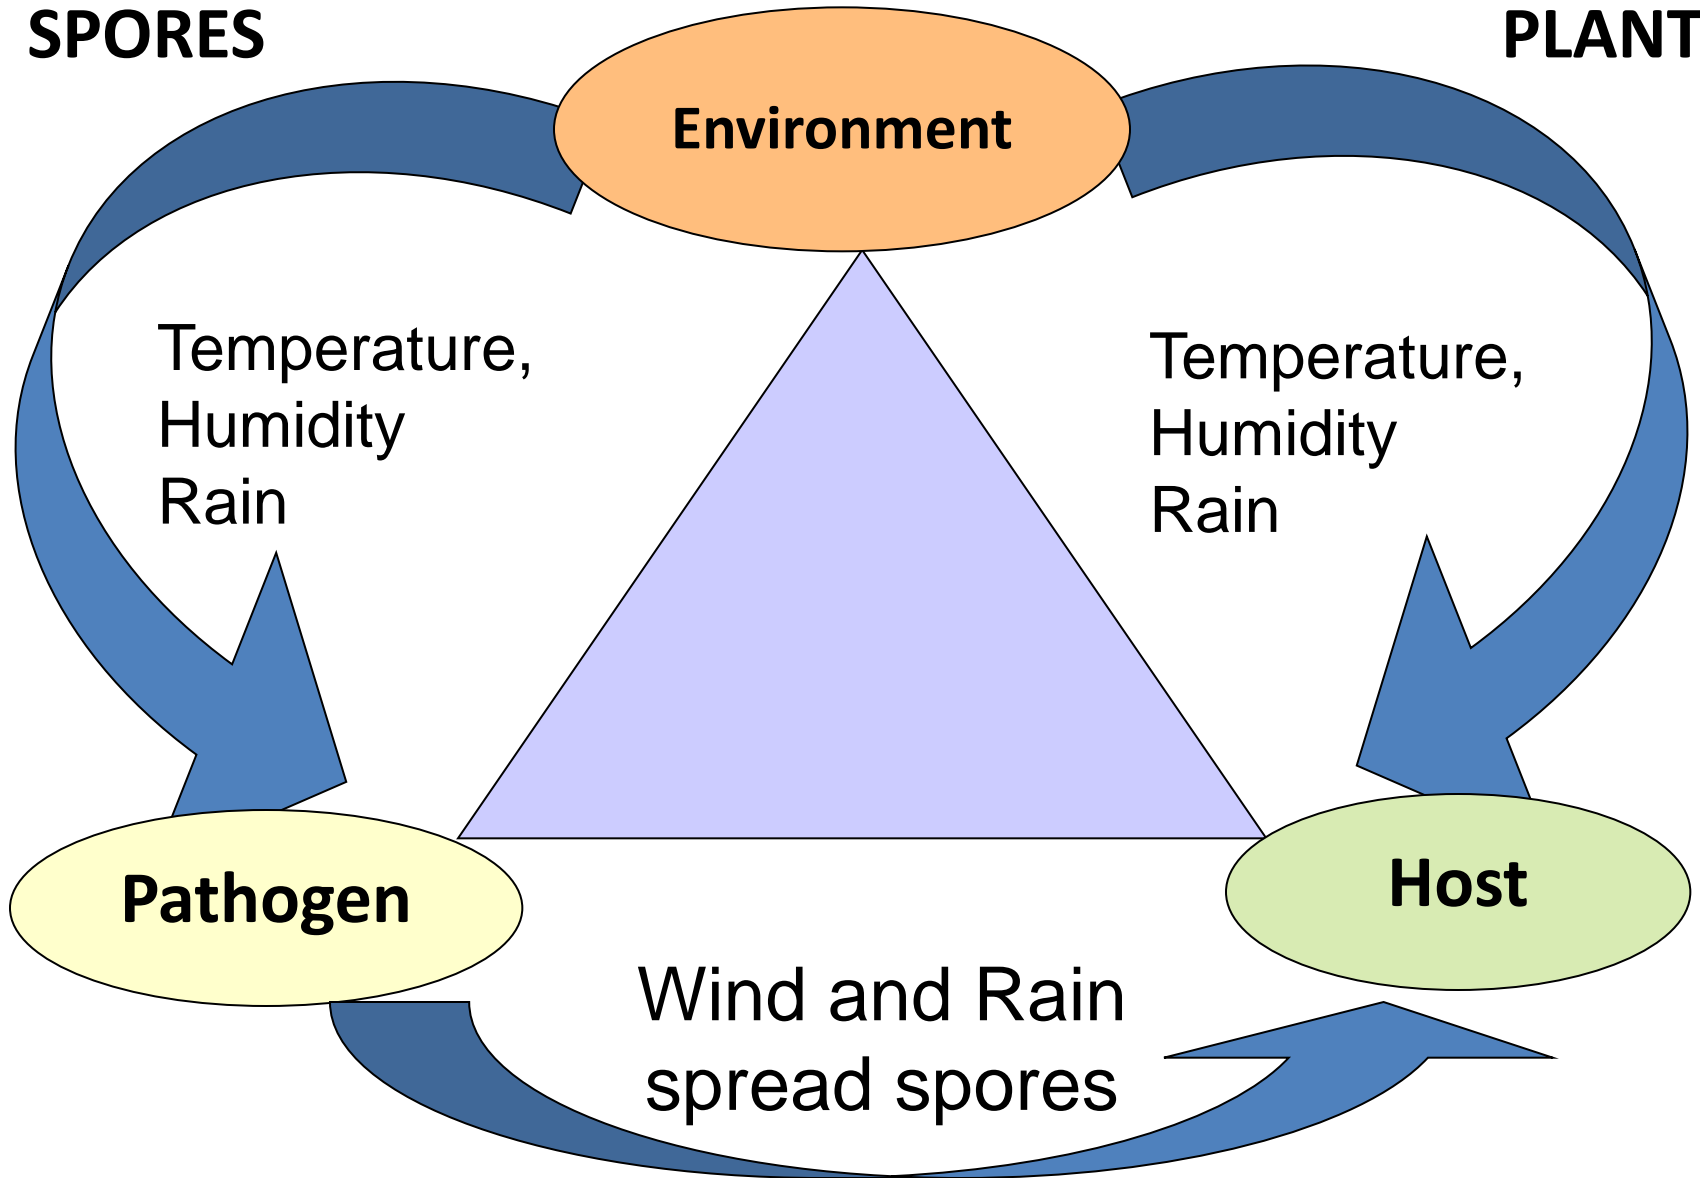 SPORES
PLANT
Environment
Temperature,
Humidity
Rain
Temperature,
Humidity
Rain
Pathogen
Host
Wind and Rain
spread spores